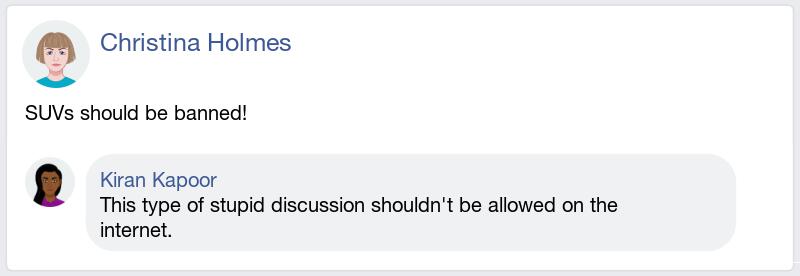 Christina Holmes
SUVs should be banned!
Kiran Kapoor
This type of stupid discussion shouldn't be allowed on the
internet.